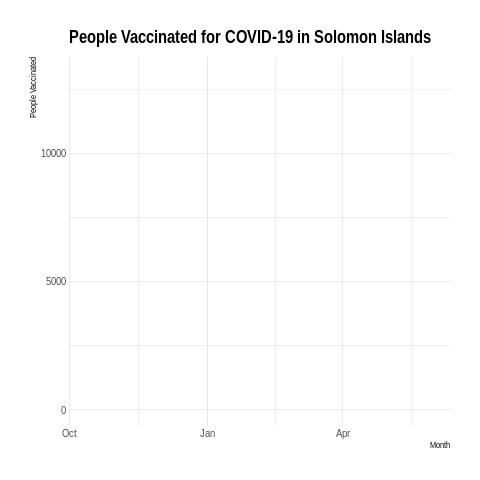 People Vaccinated for COVID-19 in Solomon Islands
People Vaccinated
10000
5000
0
Oct Jan Apr
Month